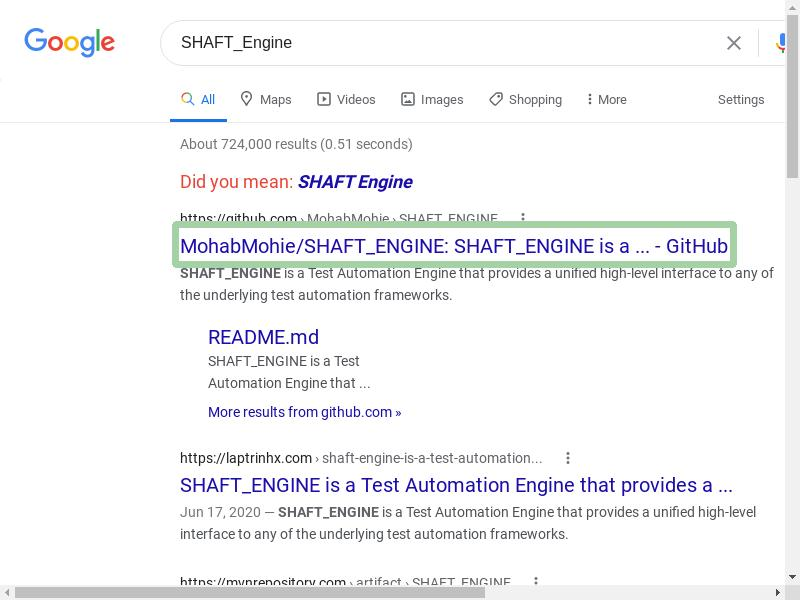 Google
SHAFT_Engine
All Maps Videos Images Shopping More Settings
About 724,000 results (0.51 seconds)
Did you mean: SHAFT Engine
https://github.com › MohabMohie › SHAFT_ENGINE
MohabMohie/SHAFT_ENGINE: SHAFT_ENGINE is a ... - GitHub
SHAFT_ENGINE is a Test Automation Engine that provides a unified high-level interface to any of
the underlying test automation frameworks.
README.md
SHAFT_ENGINE is a Test
Automation Engine that ...
More results from github.com »
https://laptrinhx.com › shaft-engine-is-a-test-automation...
SHAFT_ENGINE is a Test Automation Engine that provides a ...
Jun 17, 2020 — SHAFT_ENGINE is a Test Automation Engine that provides a unified high-level
interface to any of the underlying test automation frameworks.
https://mvnrepository.com › artifact › SHAFT_ENGINE